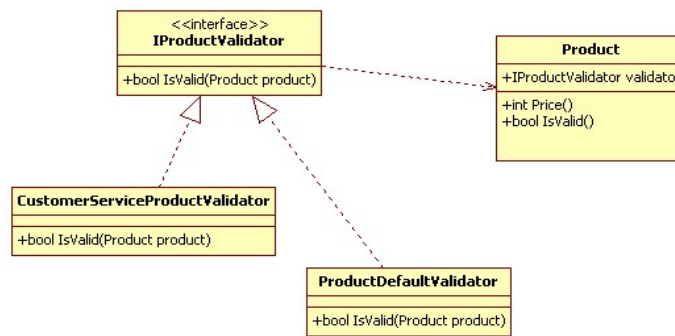 <<interface>>
IProductValidator
+bool IsValid(Product product)
Product
+IProductValidator validator
+int Price()
+bool IsValid()
CustomerServiceProductValidator
+bool IsValid(Product product)
ProductDefaultValidator
+bool IsValid(Product product)